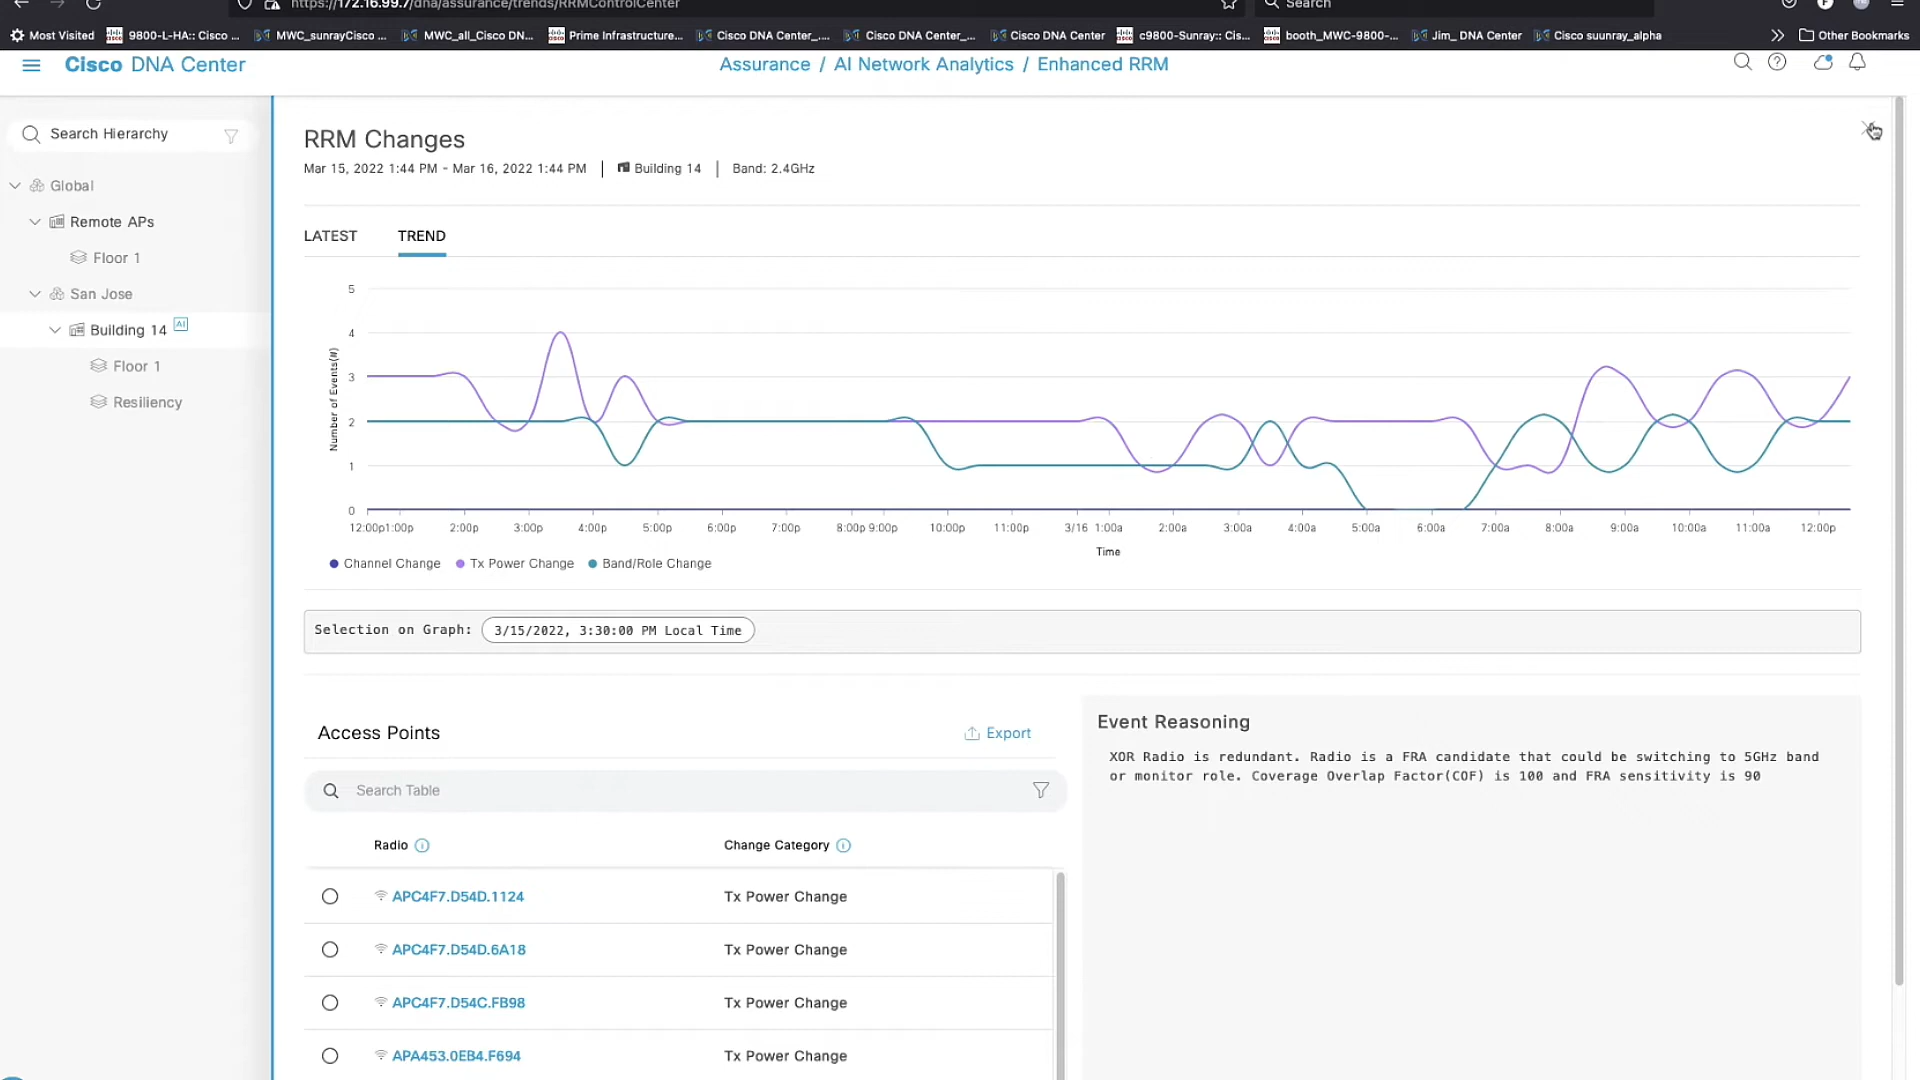 https://172.16.99.7/dna/assurance/trends/RRMControlCenter
Search
Most Visited
9800-L-HA:: Cisco ...
MWC_sunrayCisco ...
MWC_all_Cisco DN...
Prime Infrastructure...
Cisco DNA Center_....
Cisco DNA Center_...
Cisco DNA Center
c9800-Sunray:: Cis...
booth_MWC-9800-...
Jim_ DNA Center
Cisco suunray_alpha
Other Bookmarks
Cisco DNA Center
Assurance / AI Network Analytics / Enhanced RRM
Search Hierarchy
Global
Remote APs
Floor 1
San Jose
Building 14 AI
Floor 1
Resiliency
RRM Changes
Mar 15, 2022 1:44 PM - Mar 16, 2022 1:44 PM | Building 14 | Band: 2.4GHz
LATEST TREND
Number of Events(#)
5
4
3
2
1
0
12:00p1:00p 2:00p 3:00p 4:00p 5:00p 6:00p 7:00p 8:00p 9:00p 10:00p 11:00p 3/16 1:00a 2:00a 3:00a 4:00a 5:00a 6:00a 7:00a 8:00a 9:00a 10:00a 11:00a 12:00p
Time
Channel Change Tx Power Change Band/Role Change
Selection on Graph: 3/15/2022, 3:30:00 PM Local Time
Access Points
Export
Search Table
Radio Change Category
APC4F7.D54D.1124 Tx Power Change
APC4F7.D54D.6A18 Tx Power Change
APC4F7.D54C.FB98 Tx Power Change
APA453.0EB4.F694 Tx Power Change
Event Reasoning
XOR Radio is redundant. Radio is a FRA candidate that could be switching to 5GHz band
or monitor role. Coverage Overlap Factor(COF) is 100 and FRA sensitivity is 90